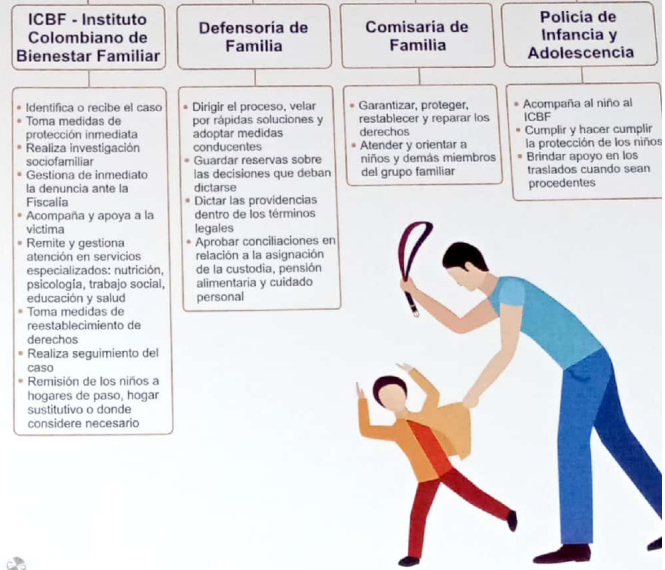 ICBF - Instituto
Colombiano de
Bienestar Familiar
• Identifica o recibe el caso
• Toma medidas de
protección inmediata
• Realiza investigación
sociofamiliar
• Gestiona de inmediato
la denuncia ante la
Fiscalía
• Acompaña y apoya a la
víctima
• Remite y gestiona
atención en servicios
especializados: nutrición,
psicología, trabajo social,
educación y salud
• Toma medidas de
reestablecimiento de
derechos
• Realiza seguimiento del
caso
• Remisión de los niños a
hogares de paso, hogar
sustitutivo o donde
considere necesario
Defensoría de
Familia
• Dirigir el proceso, velar
por rápidas soluciones y
adoptar medidas
conducentes
• Guardar reservas sobre
las decisiones que deban
dictarse
• Dictar las providencias
dentro de los términos
legales
• Aprobar conciliaciones en
relación a la asignación
de la custodia, pensión
alimentaria y cuidado
personal
Comisaría de
Familia
• Garantizar, proteger,
restablecer y reparar los
derechos
• Atender y orientar a
niños y demás miembros
del grupo familiar
Policía de
Infancia y
Adolescencia
• Acompaña al niño al
ICBF
• Cumplir y hacer cumplir
la protección de los niños
• Brindar apoyo en los
traslados cuando sean
procedentes